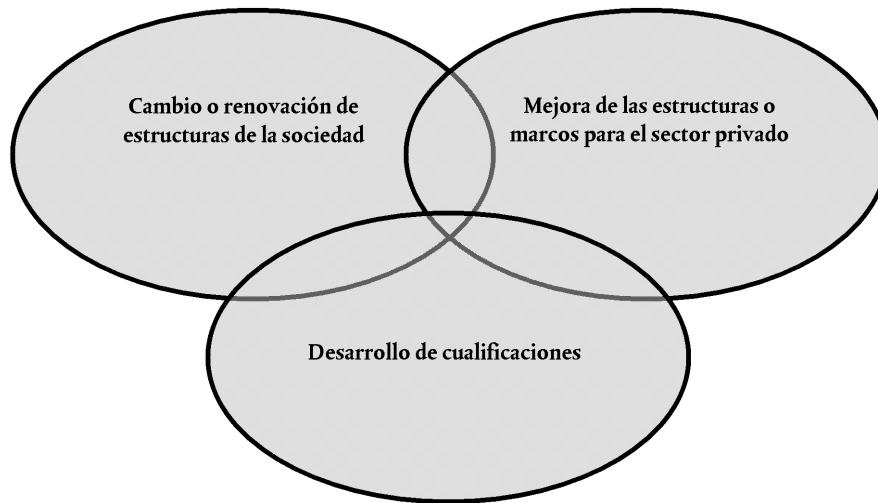 Cambio o renovación de
estructuras de la sociedad
Mejora de las estructuras o
marcos para el sector privado
Desarrollo de cualificaciones